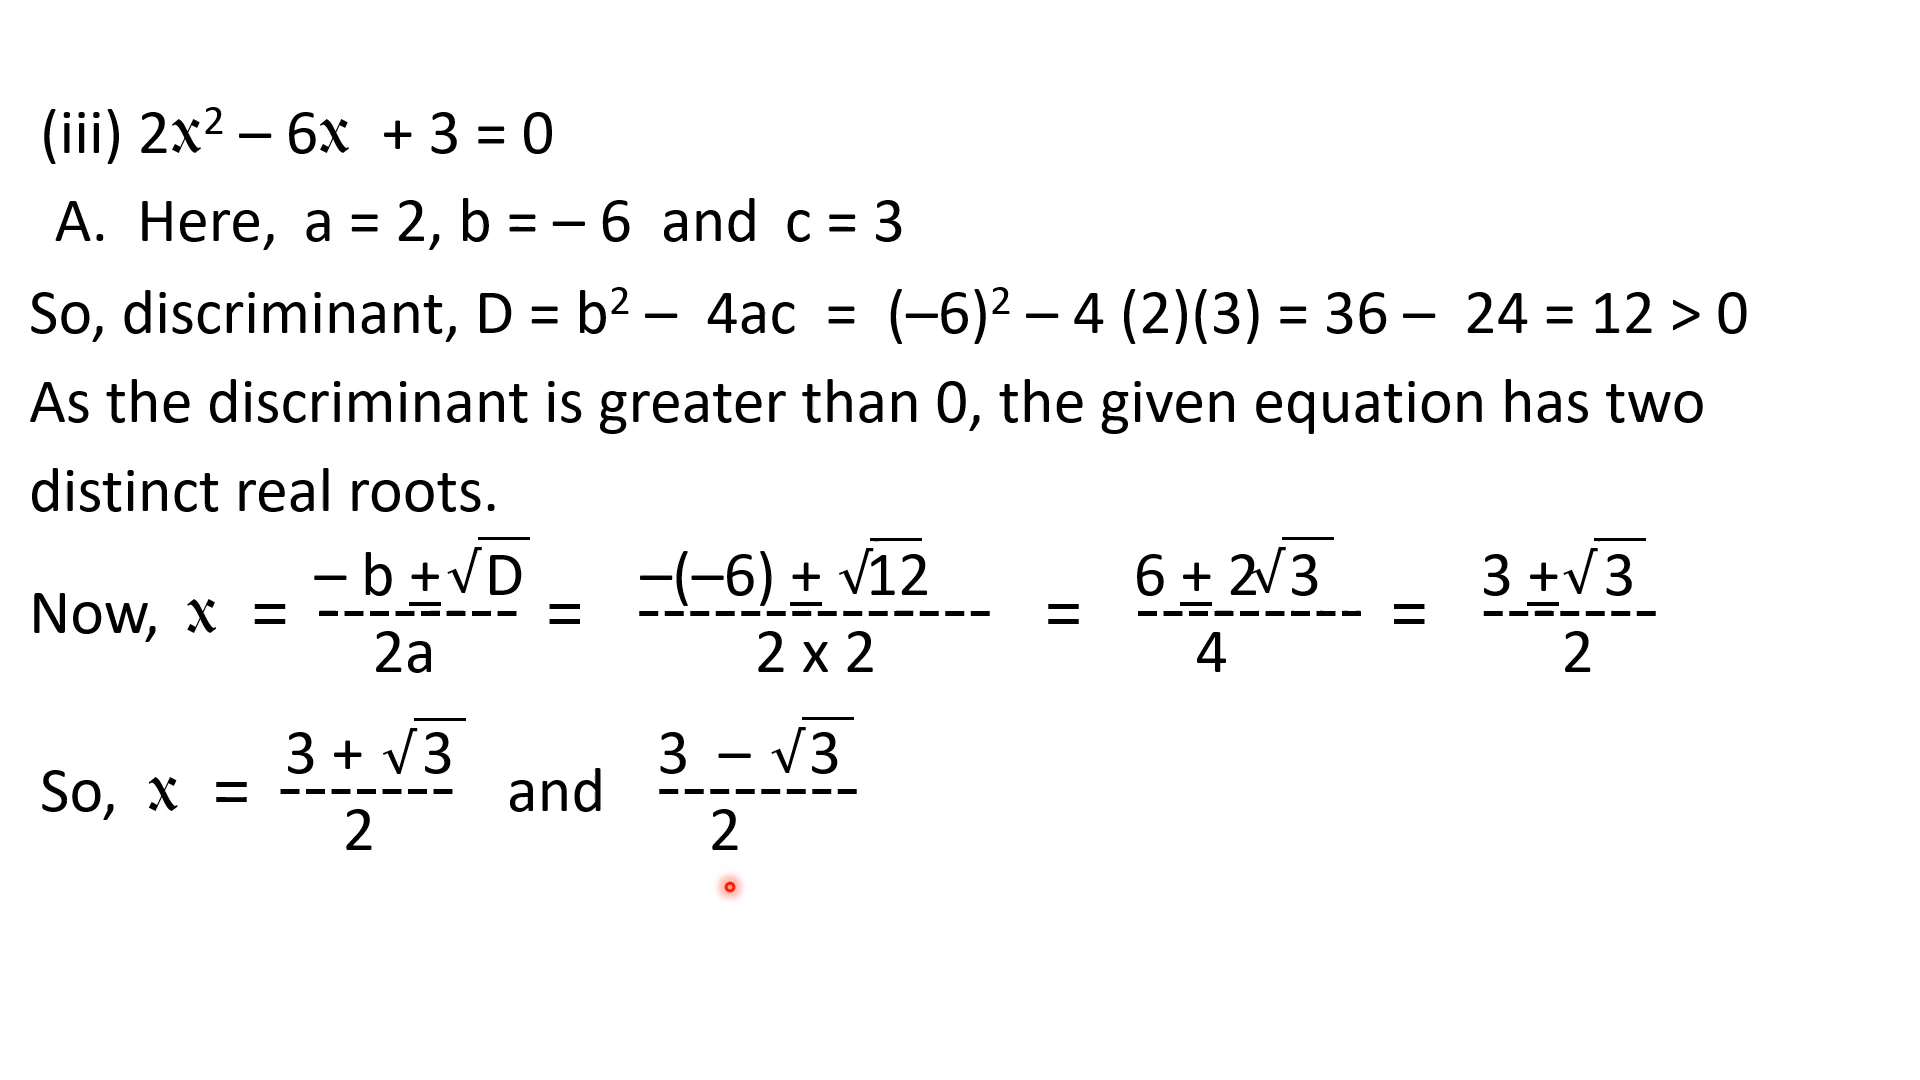 (iii) 2x² – 6x + 3 = 0
A. Here, a = 2, b = – 6 and c = 3
So, discriminant, D = b² – 4ac = (–6)² – 4 (2)(3) = 36 – 24 = 12 > 0
As the discriminant is greater than 0, the given equation has two
distinct real roots.
– b ± √D –(–6) ± √12 6 ± 2√3 3 ± √3
Now, x = -------- = -------------- = --------- = -------
2a 2 x 2 4 2
3 + √3 3 – √3
So, x = ------- and --------
2 2